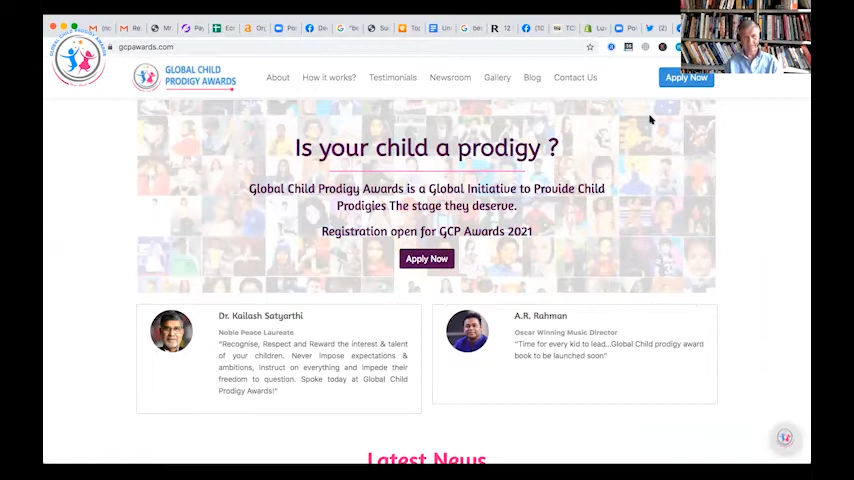 gcpawards.com
GLOBAL CHILD
PRODIGY AWARDS
About How it works? Testimonials Newsroom Gallery Blog Contact Us Apply Now
Is your child a prodigy ?
Global Child Prodigy Awards is a Global Initiative to Provide Child
Prodigies The stage they deserve.
Registration open for GCP Awards 2021
Apply Now
Dr. Kailash Satyarthi
Noble Peace Laureate
"Recognise, Respect and Reward the interest & talent
of your children. Never Impose expectations &
ambitions, Instruct on everything and Impede their
freedom to question. Spoke today at Global Child
Prodigy Awards!"
A.R. Rahman
Oscar Winning Music Director
"Time for every kid to lead...Global Child prodigy award
book to be launched soon"
Latest News